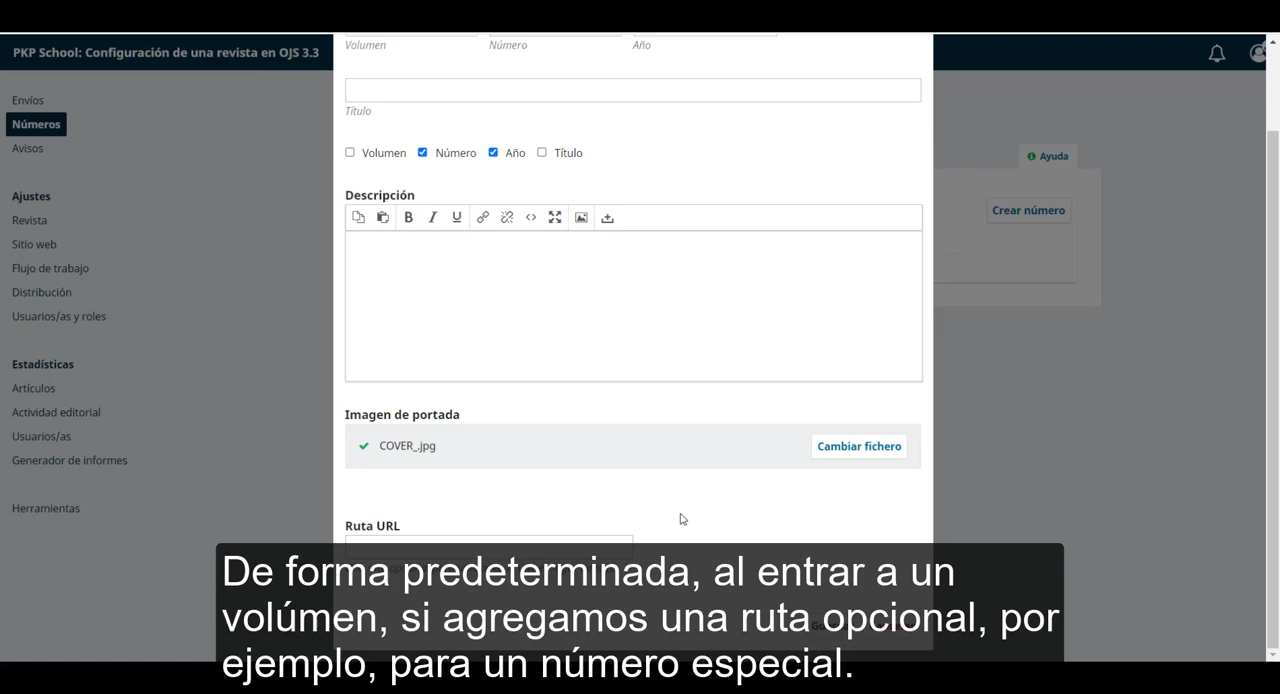 PKP School: Configuración de una revista en OJS 3.3
Envíos
Números
Avisos
Ajustes
Revista
Sitio web
Flujo de trabajo
Distribución
Usuarios/as y roles
Estadísticas
Artículos
Actividad editorial
Usuarios/as
Generador de informes
Herramientas
Volumen Número Año
Título
Volumen Número Año Título
Descripción
Imagen de portada
COVER_.jpg Cambiar fichero
Ruta URL
Ayuda
Crear número
De forma predeterminada, al entrar a un
volúmen, si agregamos una ruta opcional, por
ejemplo, para un número especial.